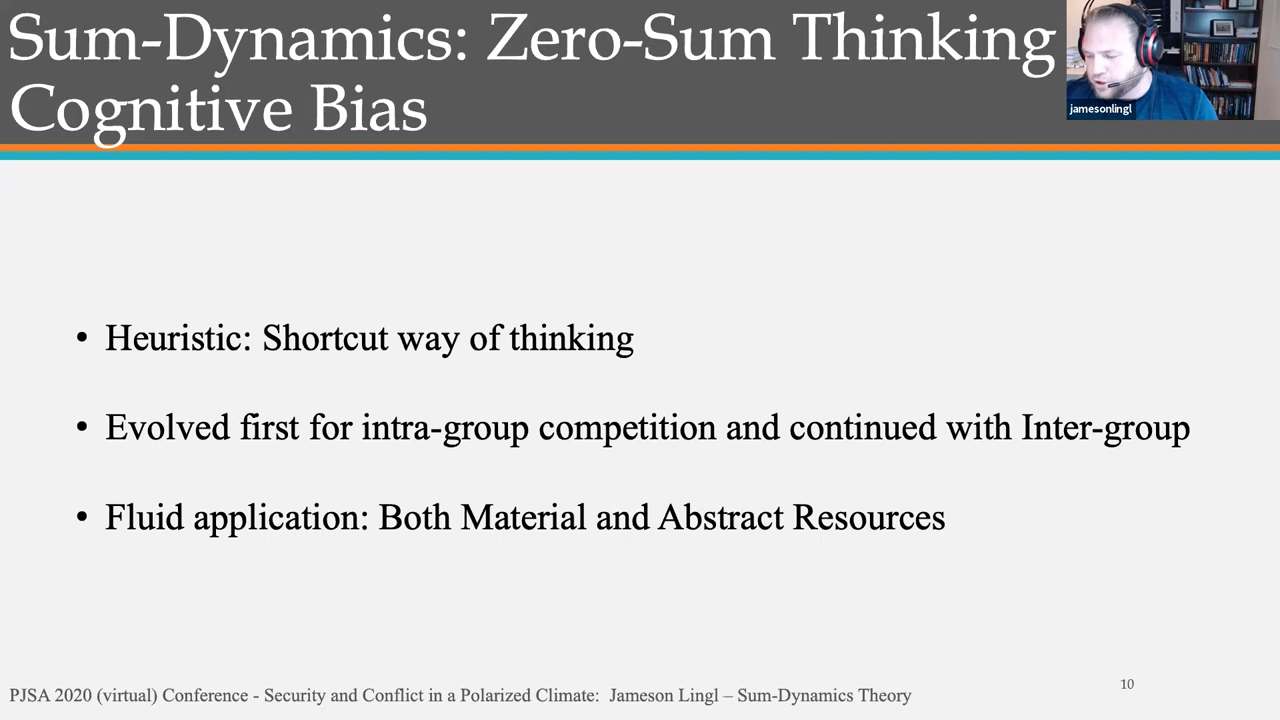 Sum-Dynamics: Zero-Sum Thinking
Cognitive Bias
jamesonlingl
• Heuristic: Shortcut way of thinking
• Evolved first for intra-group competition and continued with Inter-group
• Fluid application: Both Material and Abstract Resources
PJSA 2020 (virtual) Conference - Security and Conflict in a Polarized Climate: Jameson Lingl – Sum-Dynamics Theory
10